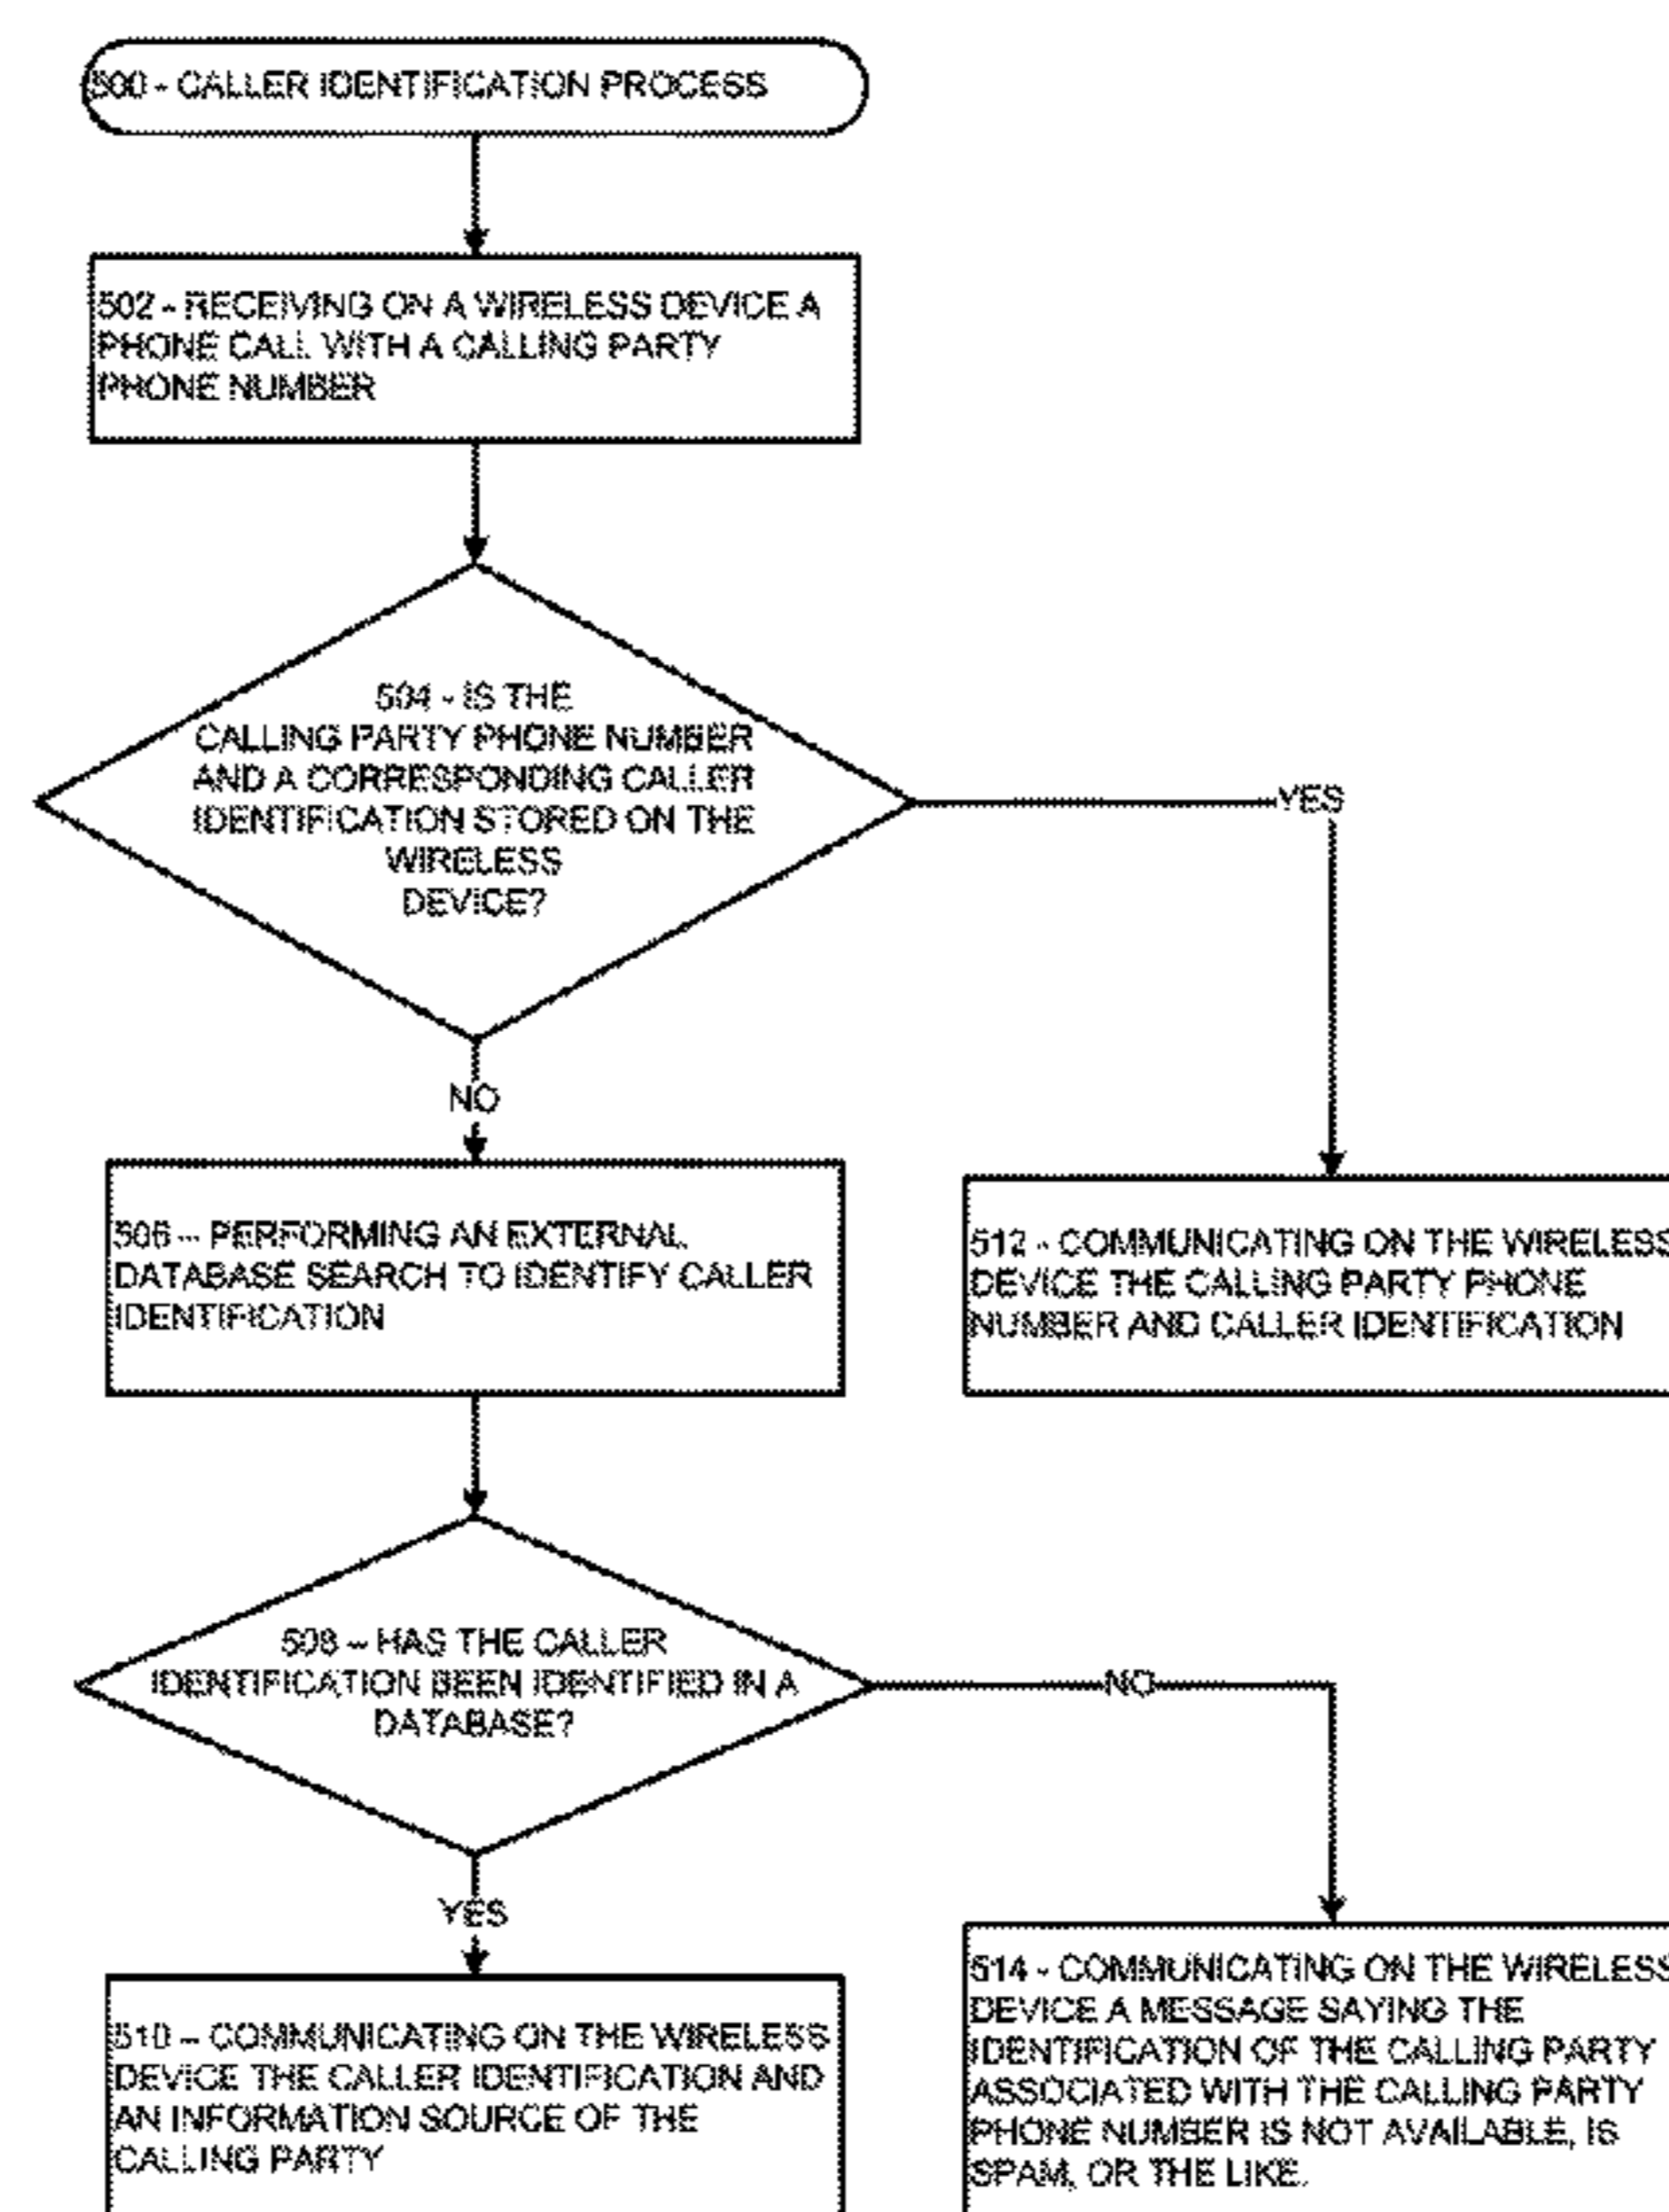 500 - CALLER IDENTIFICATION PROCESS
502 - RECEIVING ON A WIRELESS DEVICE A
PHONE CALL WITH A CALLING PARTY
PHONE NUMBER
504 - IS THE
CALLING PARTY PHONE NUMBER
AND A CORRESPONDING CALLER
IDENTIFICATION STORED ON THE
WIRELESS
DEVICE?
YES
NO
506 -- PERFORMING AN EXTERNAL
DATABASE SEARCH TO IDENTIFY CALLER
IDENTIFICATION
512 - COMMUNICATING ON THE WIRELESS
DEVICE THE CALLING PARTY PHONE
NUMBER AND CALLER IDENTIFICATION
508 -- HAS THE CALLER
IDENTIFICATION BEEN IDENTIFIED IN A
DATABASE?
NO
YES
510 -- COMMUNICATING ON THE WIRELESS
DEVICE THE CALLER IDENTIFICATION AND
AN INFORMATION SOURCE OF THE
CALLING PARTY
514 - COMMUNICATING ON THE WIRELESS
DEVICE A MESSAGE SAYING THE
IDENTIFICATION OF THE CALLING PARTY
ASSOCIATED WITH THE CALLING PARTY
PHONE NUMBER IS NOT AVAILABLE, IS
SPAM, OR THE LIKE.